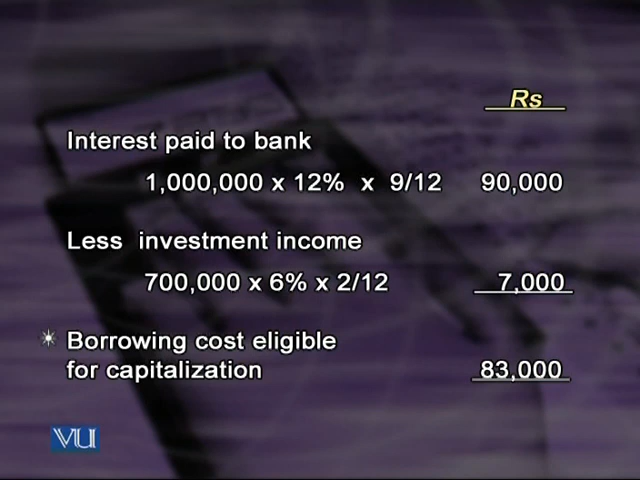 Rs
Interest paid to bank
1,000,000 x 12% x 9/12 90,000
Less investment income
700,000 x 6% x 2/12 7,000
Borrowing cost eligible
for capitalization 83,000
VU